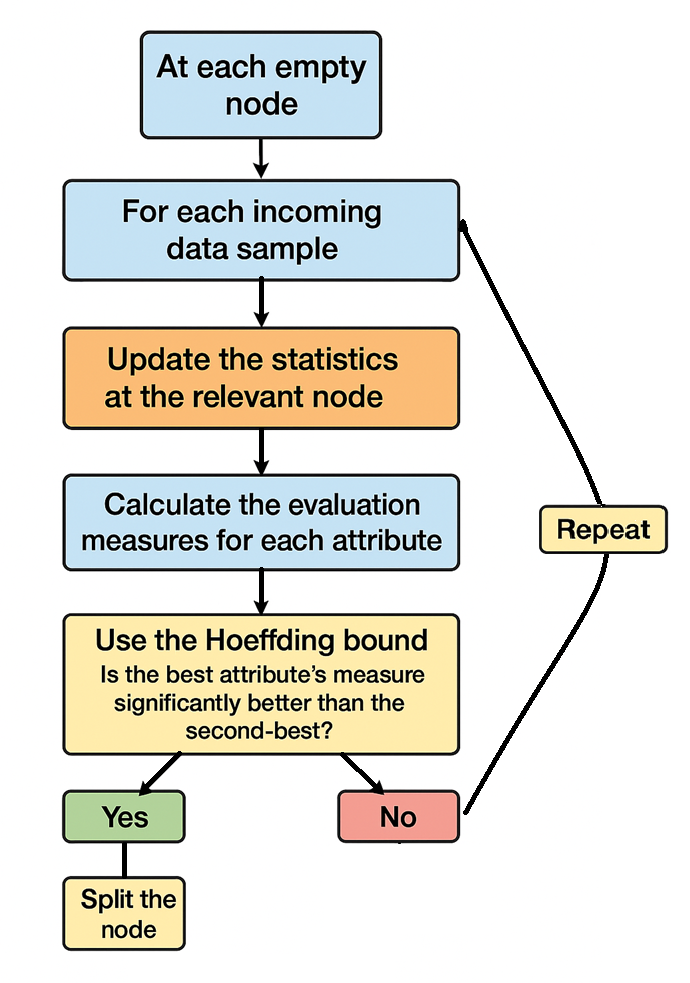 At each empty
node
For each incoming
data sample
Update the statistics
at the relevant node
Calculate the evaluation
measures for each attribute
Repeat
Use the Hoeffding bound
Is the best attribute’s measure
significantly better than the
second-best?
Yes
No
Split the
node